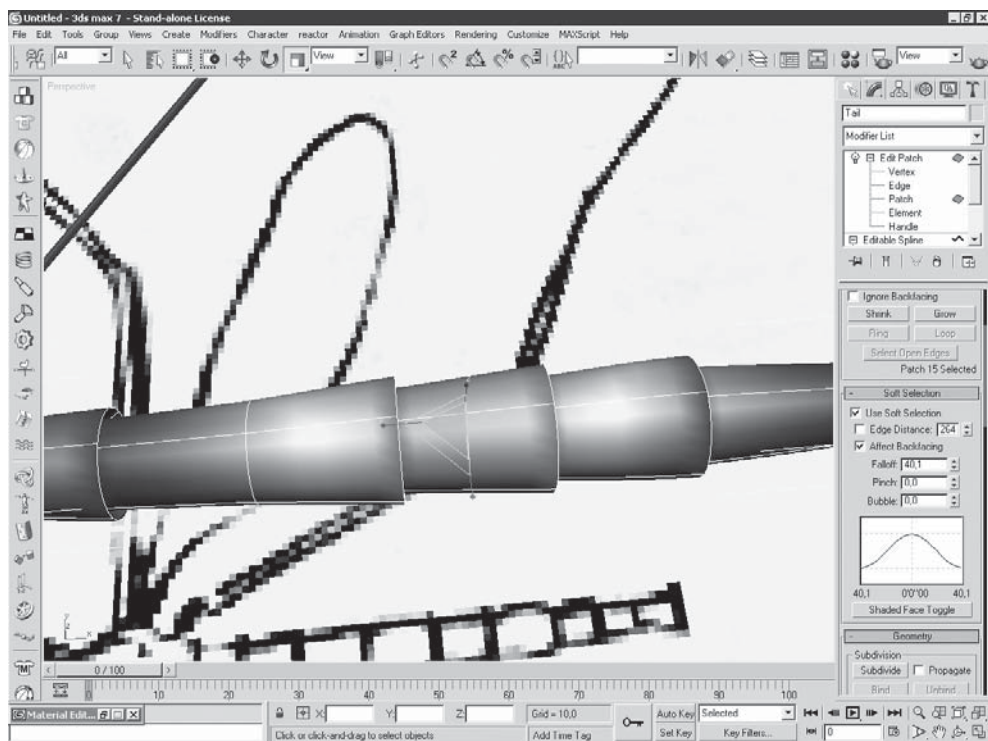 Untitled - 3ds max 7 - Stand-alone License
File Edit Tools Group Views Create Modifiers Character reactor Animation Graph Editors Rendering Customize MAXScript Help
All
View
View
Perspective
Tail
Modifier List
Edit Patch
Vertex
Edge
Patch
Element
Handle
Editable Spline
Ignore Backfacing
Shrink Grow
Ring Loop
Select Open Edges
Patch 15 Selected
- Soft Selection
Use Soft Selection
Edge Distance: 264
Affect Backfacing
Falloff: 40,1
Pinch: 0,0
Bubble: 0,0
40,1 0'0''00 40,1
Shaded Face Toggle
- Geometry
Subdivision
Subdivide Propagate
Bind Unbind
y
z
x
< 0 / 100 >
0 10 20 30 40 50 60 70 80 90 100
Material Edit...
X: Y: Z: Grid = 10,0
Auto Key Selected
Click or click-and-drag to select objects Add Time Tag
Set Key Key Filters... 0